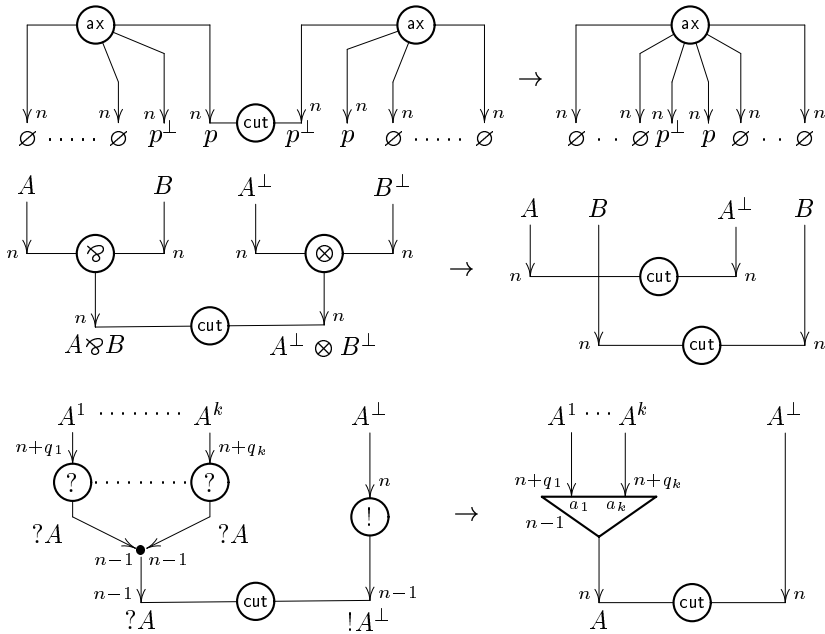 ax ax ax
n n n n n n n n n n n n n n
∅ ····· ∅ p⊥ p cut p⊥ p ∅ ····· ∅ → ∅ ·· ∅ p⊥ p ∅ ·· ∅
A B A⊥ B⊥ A B A⊥ B
n ⅋ n n ⊗ n → n cut n
n cut n n cut n
A⅋B A⊥ ⊗ B⊥
A¹ ········ Aᵏ A⊥ A¹ ··· Aᵏ A⊥
n+q₁ n+qₖ
? ········ ? n n+q₁ n+qₖ
! → a₁ aₖ
?A ?A n−1
n−1 n−1
n−1 cut n−1 n cut n
?A !A⊥ A